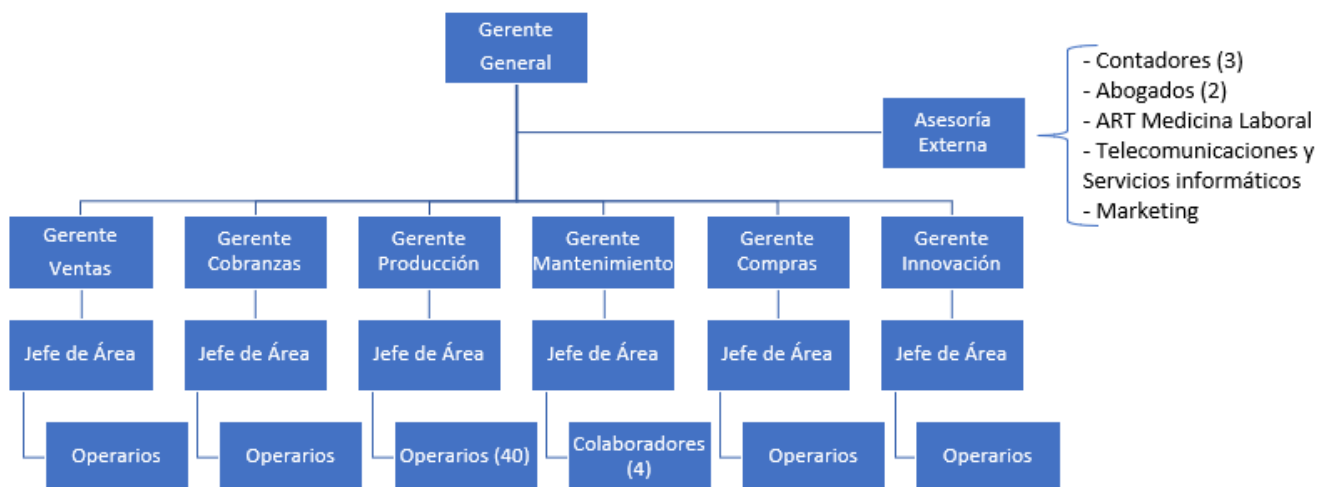 Gerente
General
- Contadores (3)
- Abogados (2)
- ART Medicina Laboral
- Telecomunicaciones y
Servicios informáticos
- Marketing
Asesoría
Externa
Gerente
Ventas
Gerente
Cobranzas
Gerente
Producción
Gerente
Mantenimiento
Gerente
Compras
Gerente
Innovación
Jefe de Área
Jefe de Área
Jefe de Área
Jefe de Área
Jefe de Área
Jefe de Área
Operarios
Operarios
Operarios (40)
Colaboradores
(4)
Operarios
Operarios